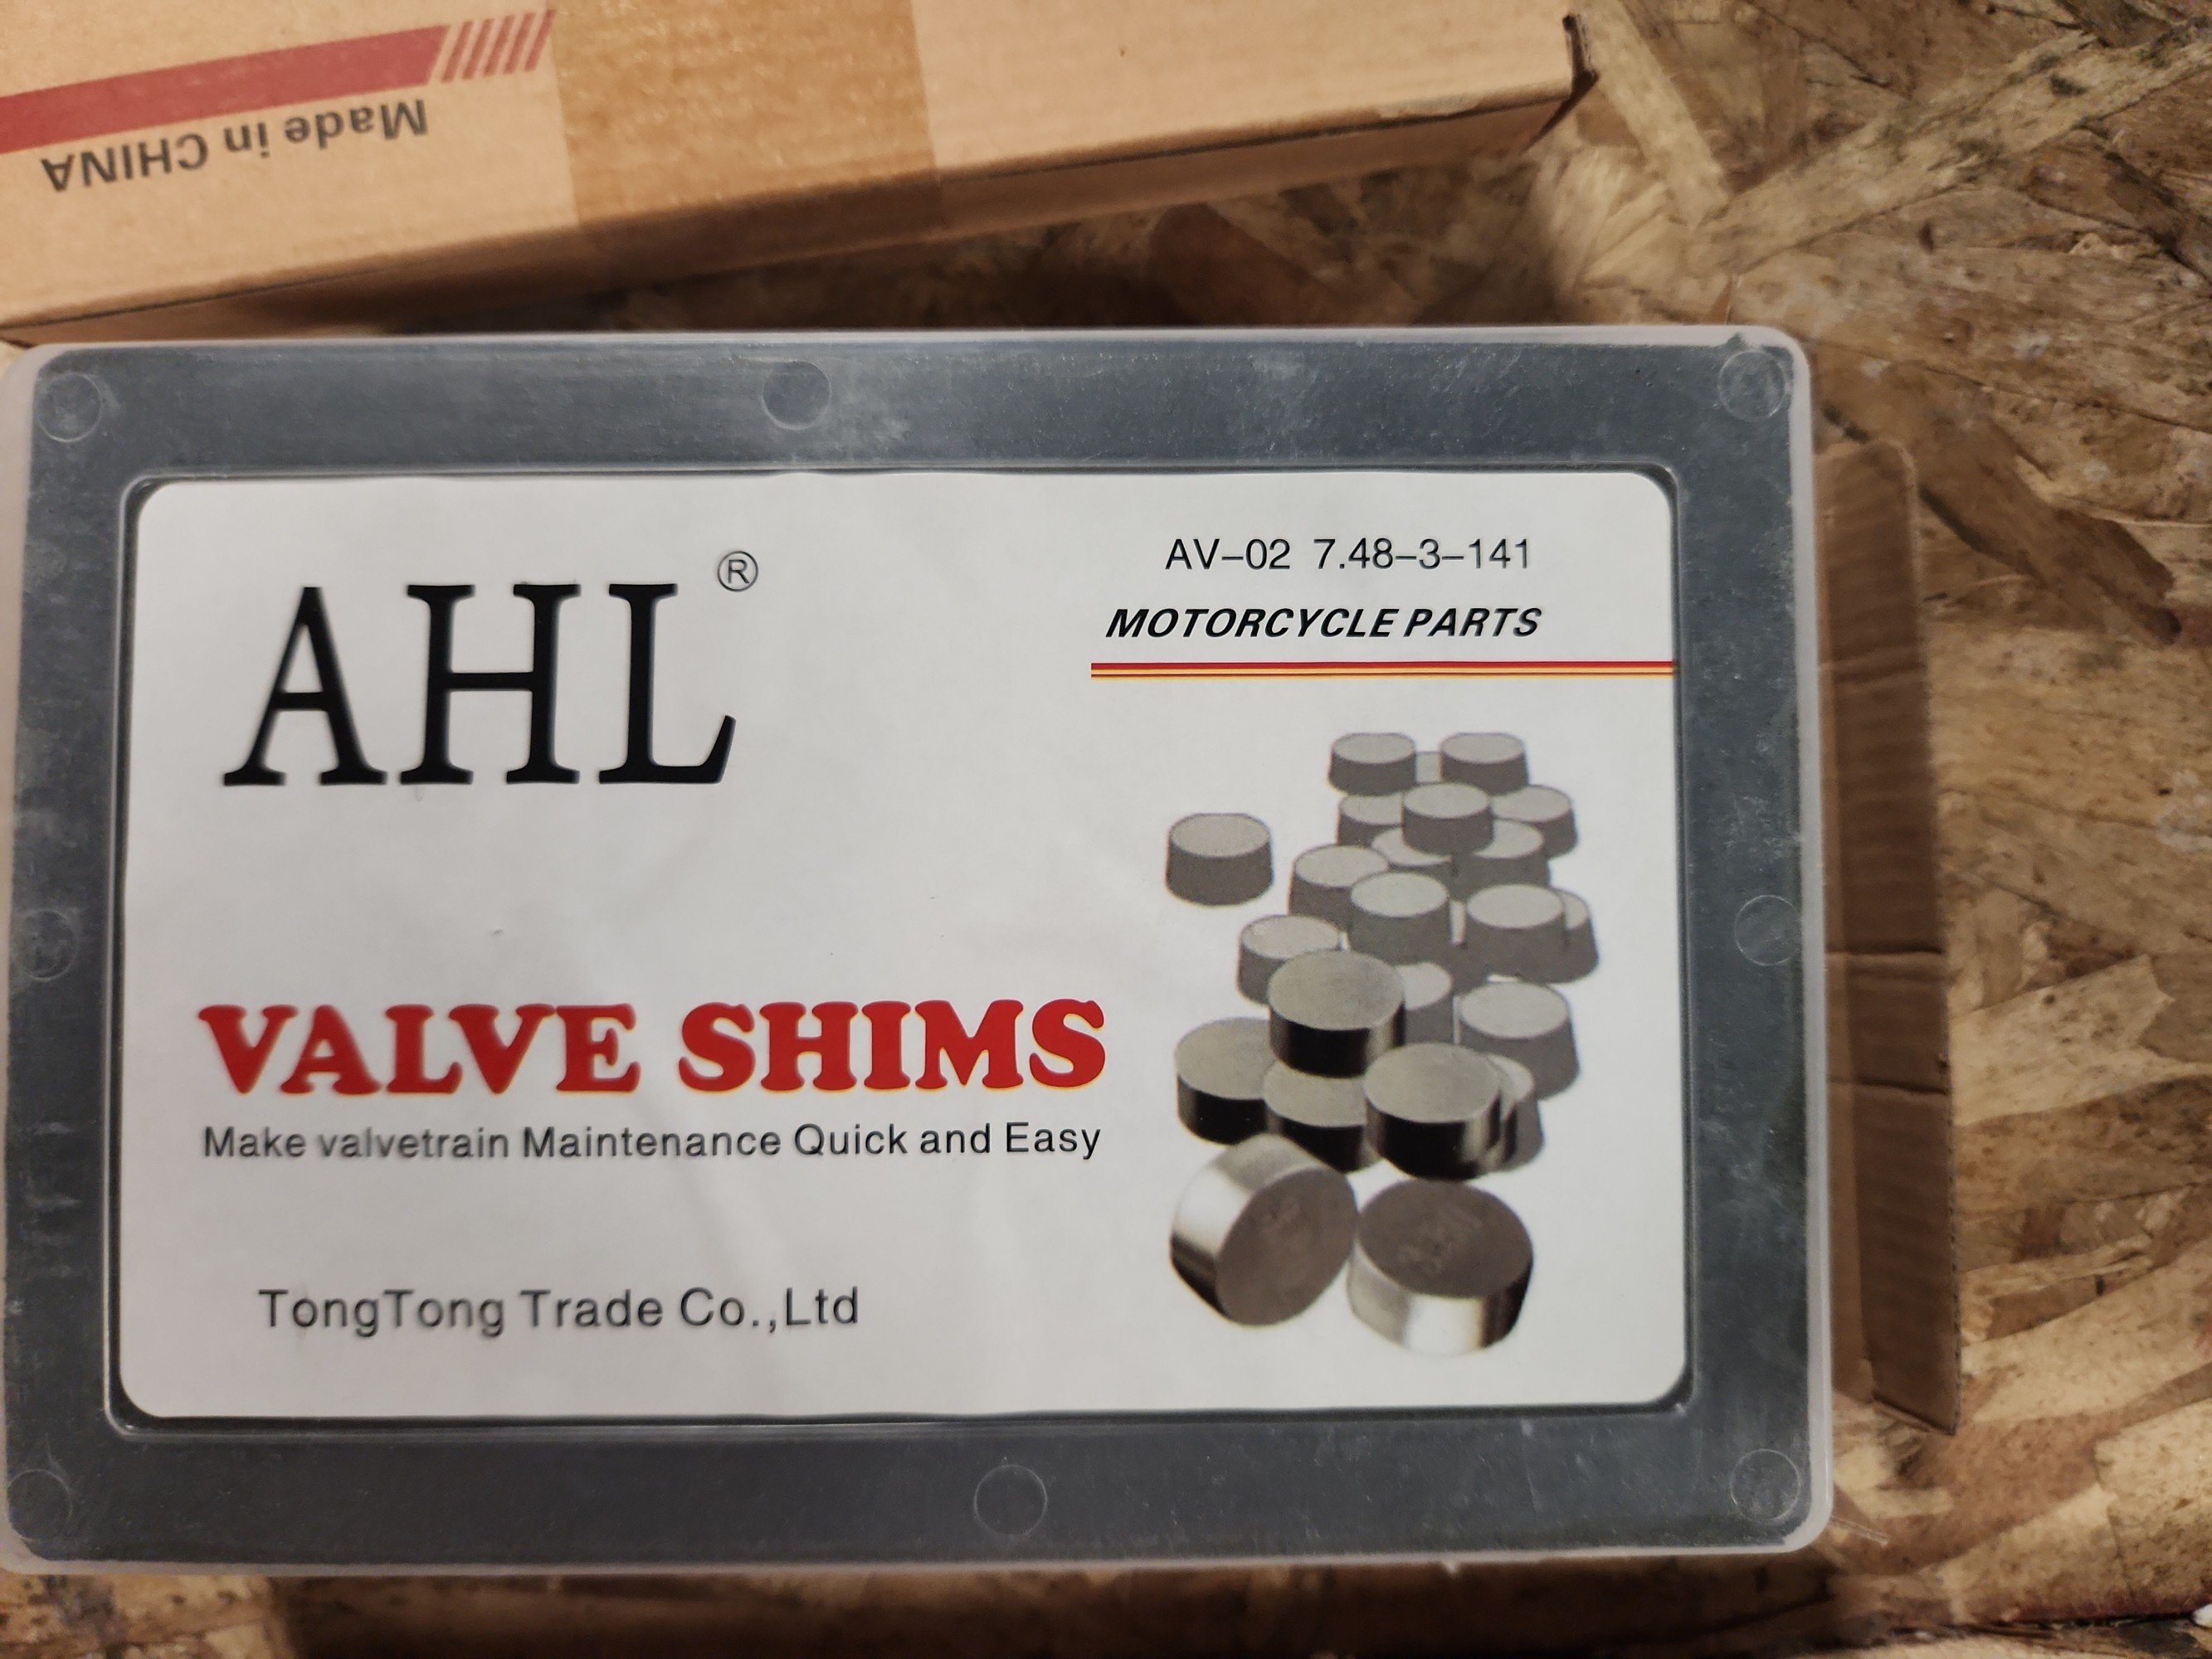 Made in CHINA
AHL®
AV-02 7.48-3-141
MOTORCYCLE PARTS
VALVE SHIMS
Make valvetrain Maintenance Quick and Easy
TongTong Trade Co.,Ltd